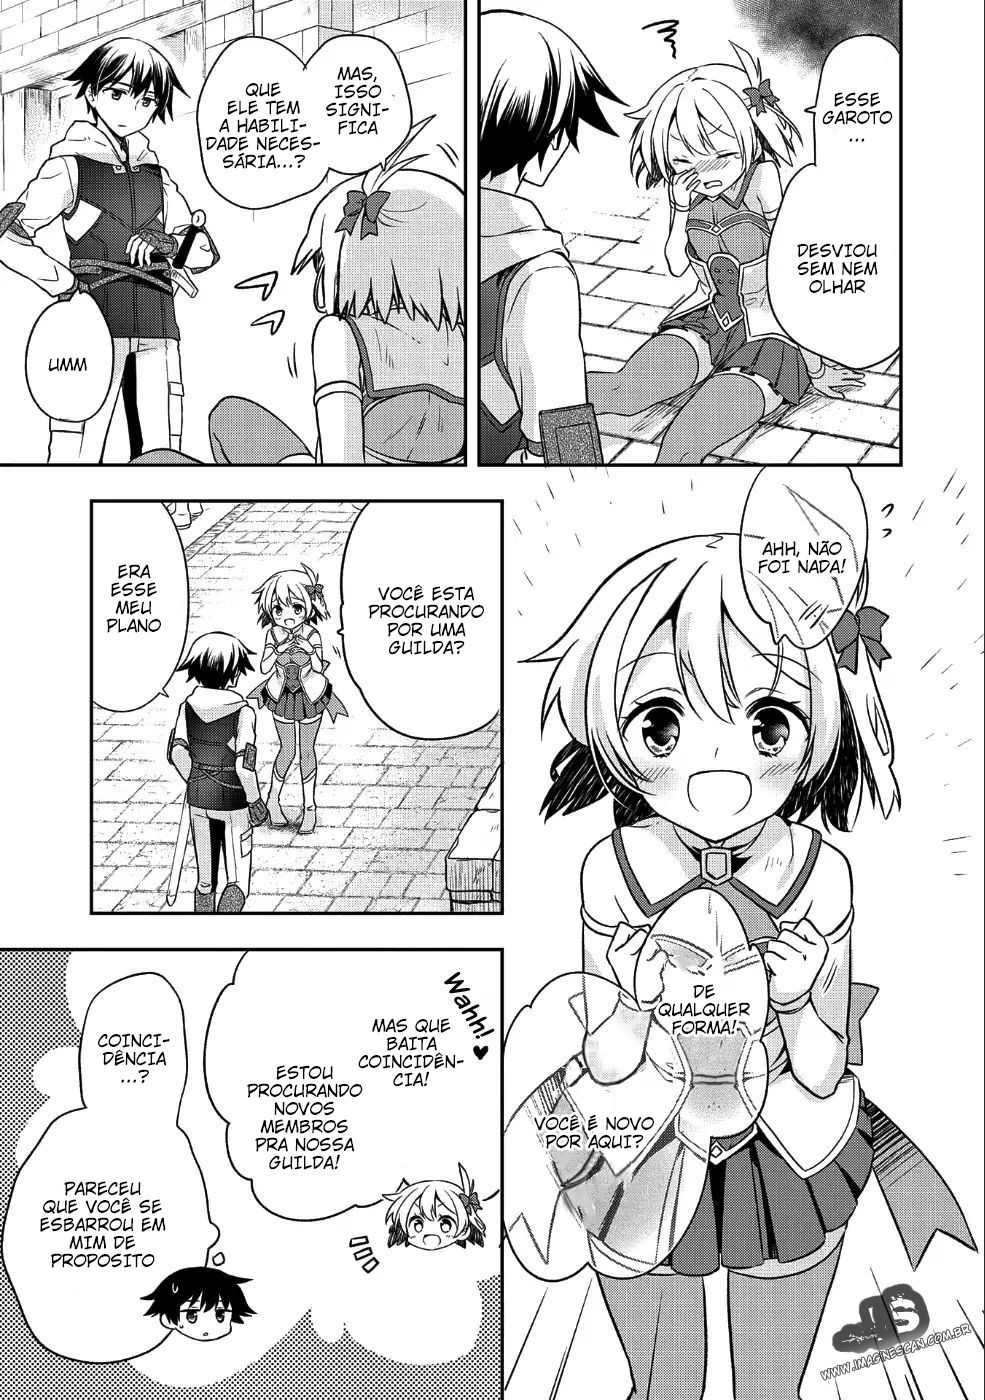 ESSE
GAROTO
...
DESVIOU
SEM NEM
OLHAR
MAS,
ISSO
SIGNI-
FICA
QUE
ELE TEM
A HABILI-
DADE NECES-
SÁRIA...?
UMM
AHH, NÃO
FOI NADA!
DE
QUALQUER
FORMA!
VOCÊ É NOVO
POR AQUI?
VOCÊ ESTA
PROCURANDO
POR UMA
GUILDA?
ERA
ESSE
MEU
PLANO
Wahh!♥
MAS QUE
BAITA
COINCIDÊN-
CIA!
ESTOU
PROCURANDO
NOVOS
MEMBROS
PRA NOSSA
GUILDA!
COINCI-
DÊNCIA
...?
PARECEU
QUE VOCÊ SE
ESBARROU EM
MIM DE
PROPOSITO
IS
WWW.IMAGINESCAN.COM.BR